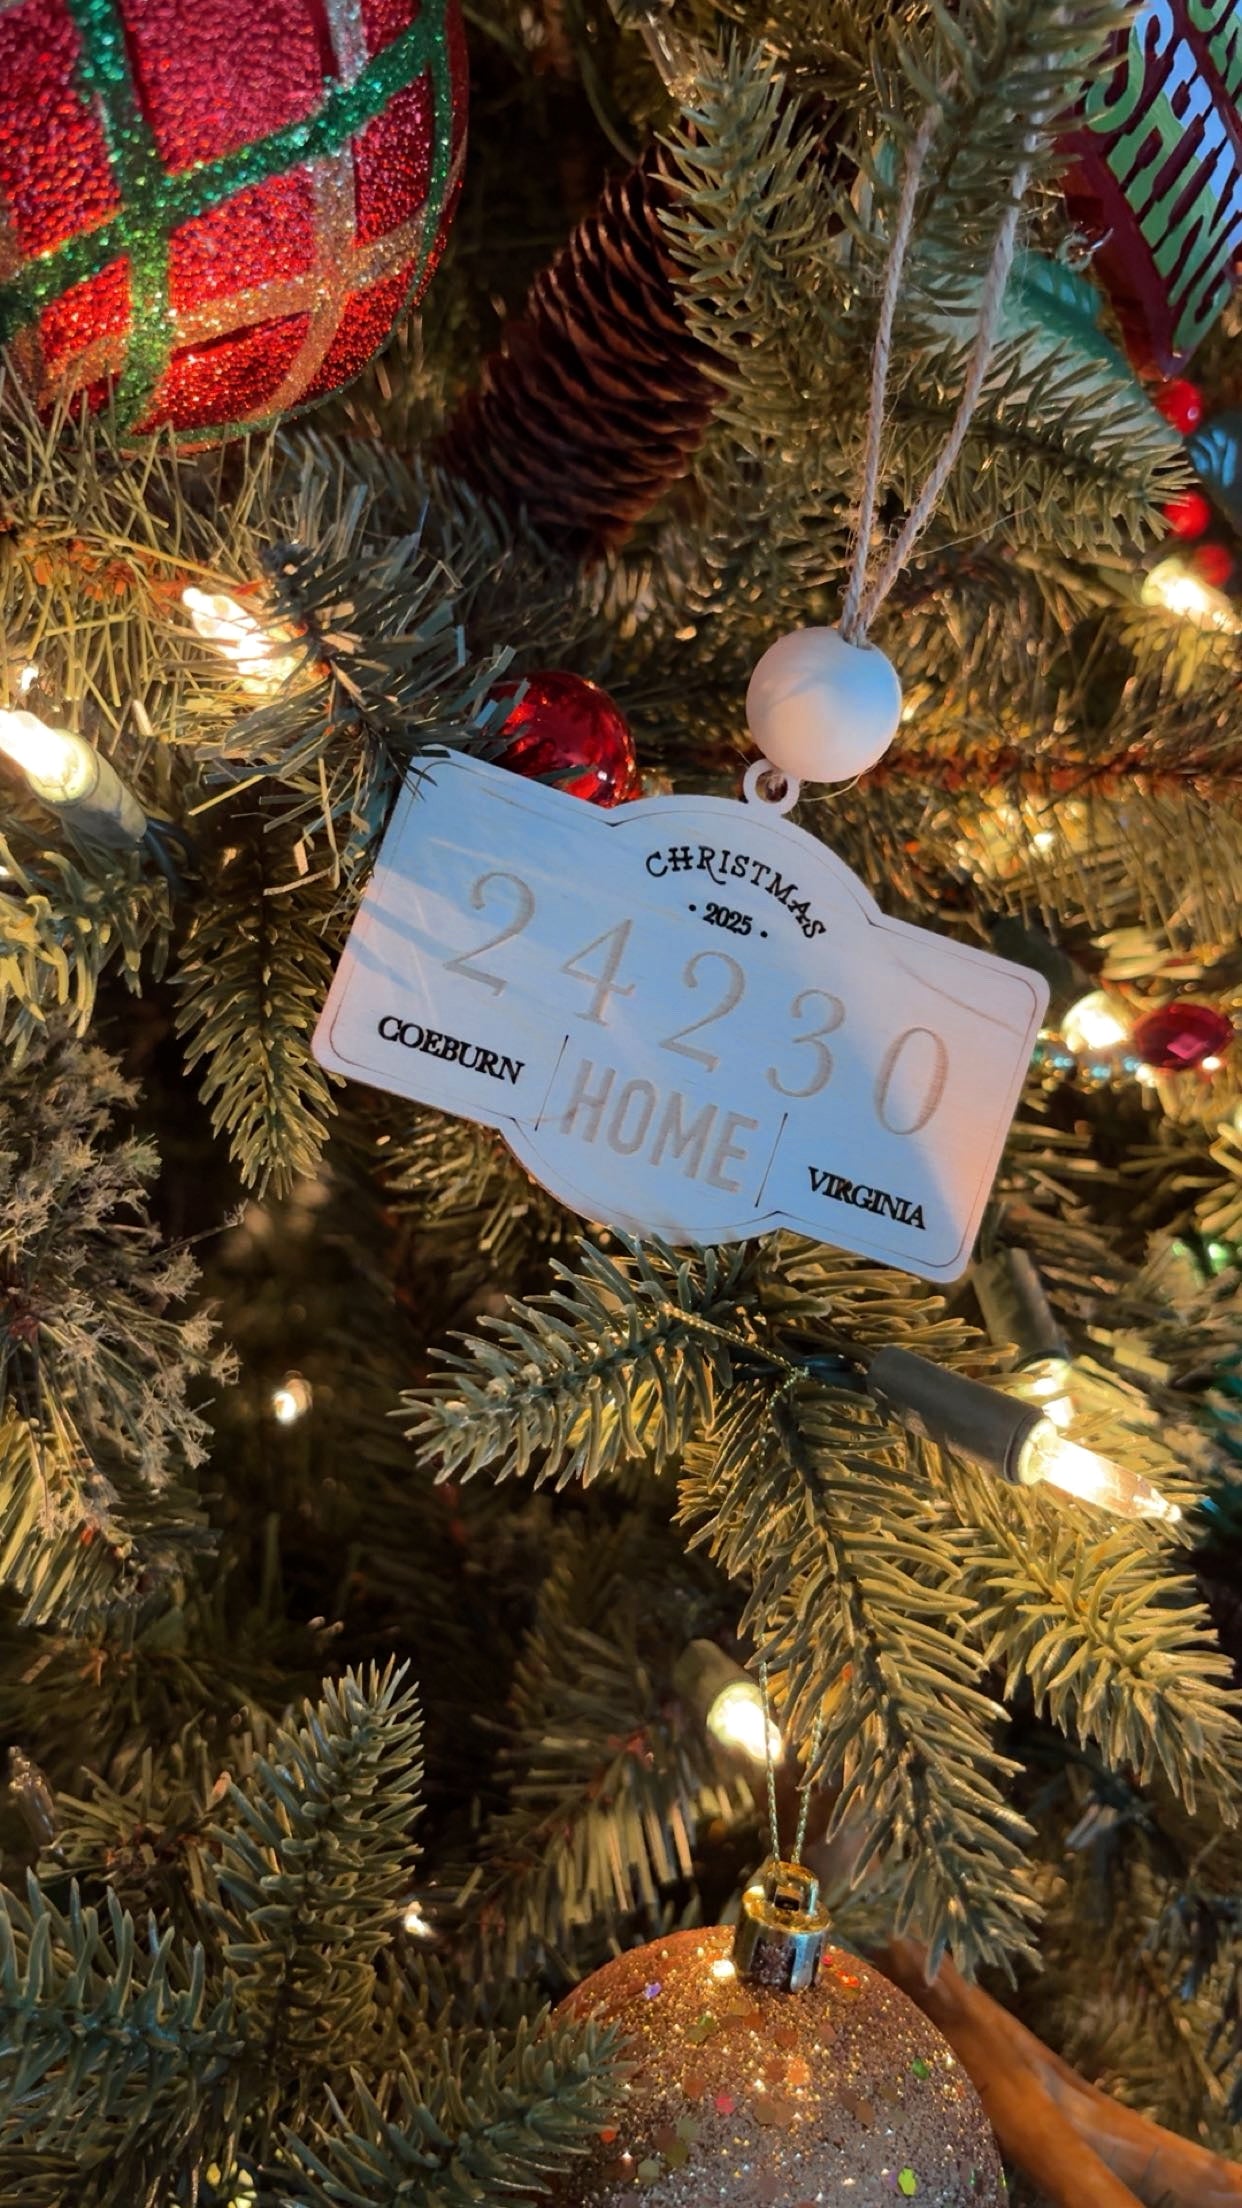 CHRISTMAS
· 2025 ·
24230
COEBURN
HOME
VIRGINIA